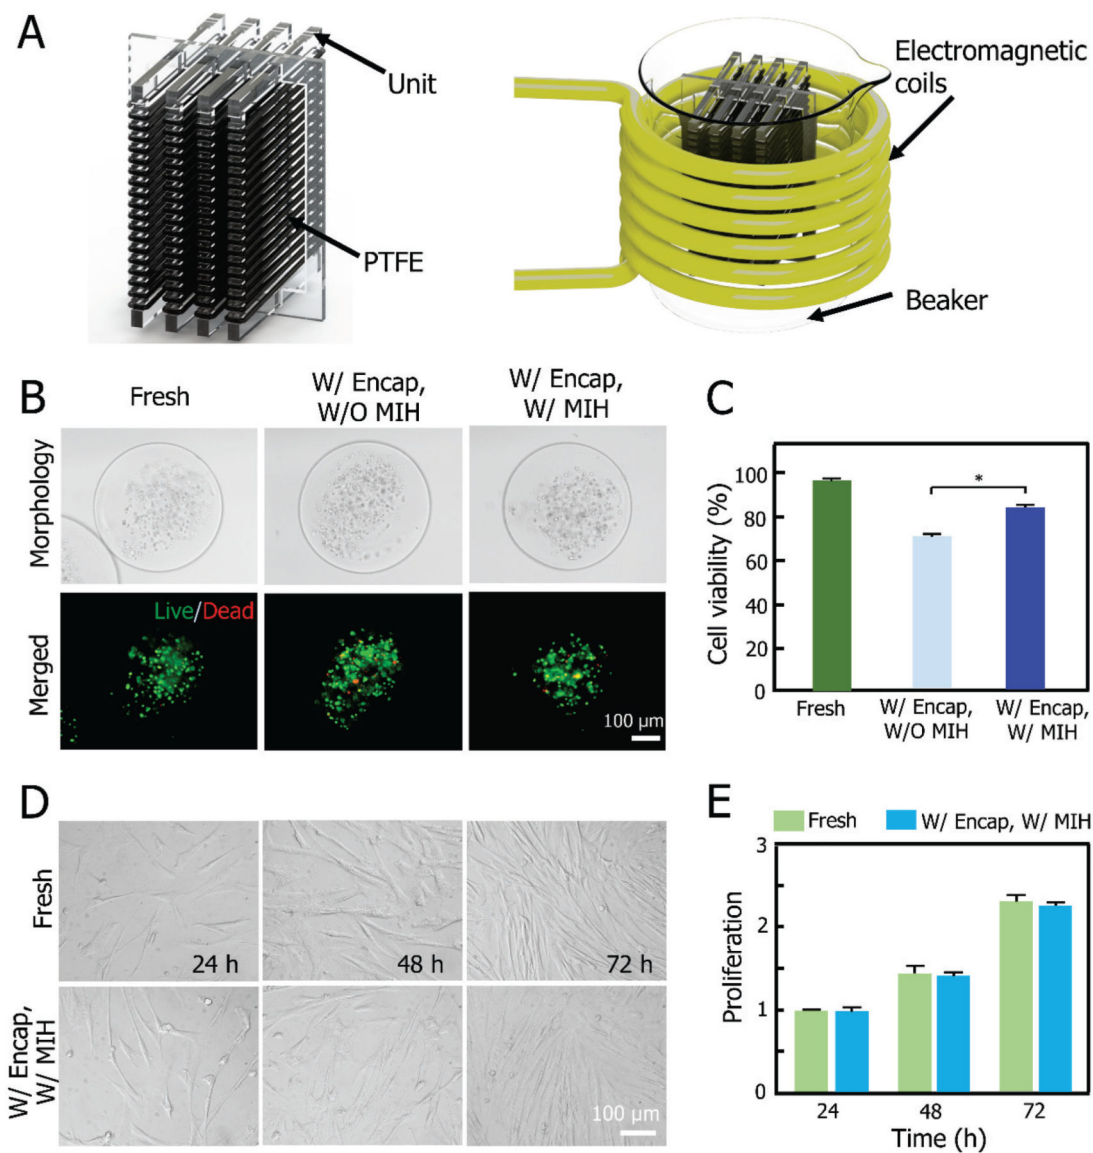 A
Unit
PTFE
Electromagnetic
coils
Beaker
B
Fresh
W/ Encap,
W/O MIH
W/ Encap,
W/ MIH
Morphology
Merged
Live/Dead
100 µm
C
Cell viability (%)
100
80
60
40
20
0
*
Fresh
W/ Encap,
W/O MIH
W/ Encap,
W/ MIH
D
Fresh
24 h
48 h
72 h
W/ Encap,
W/ MIH
100 µm
E
Fresh
W/ Encap, W/ MIH
Proliferation
3
2
1
0
24
48
72
Time (h)